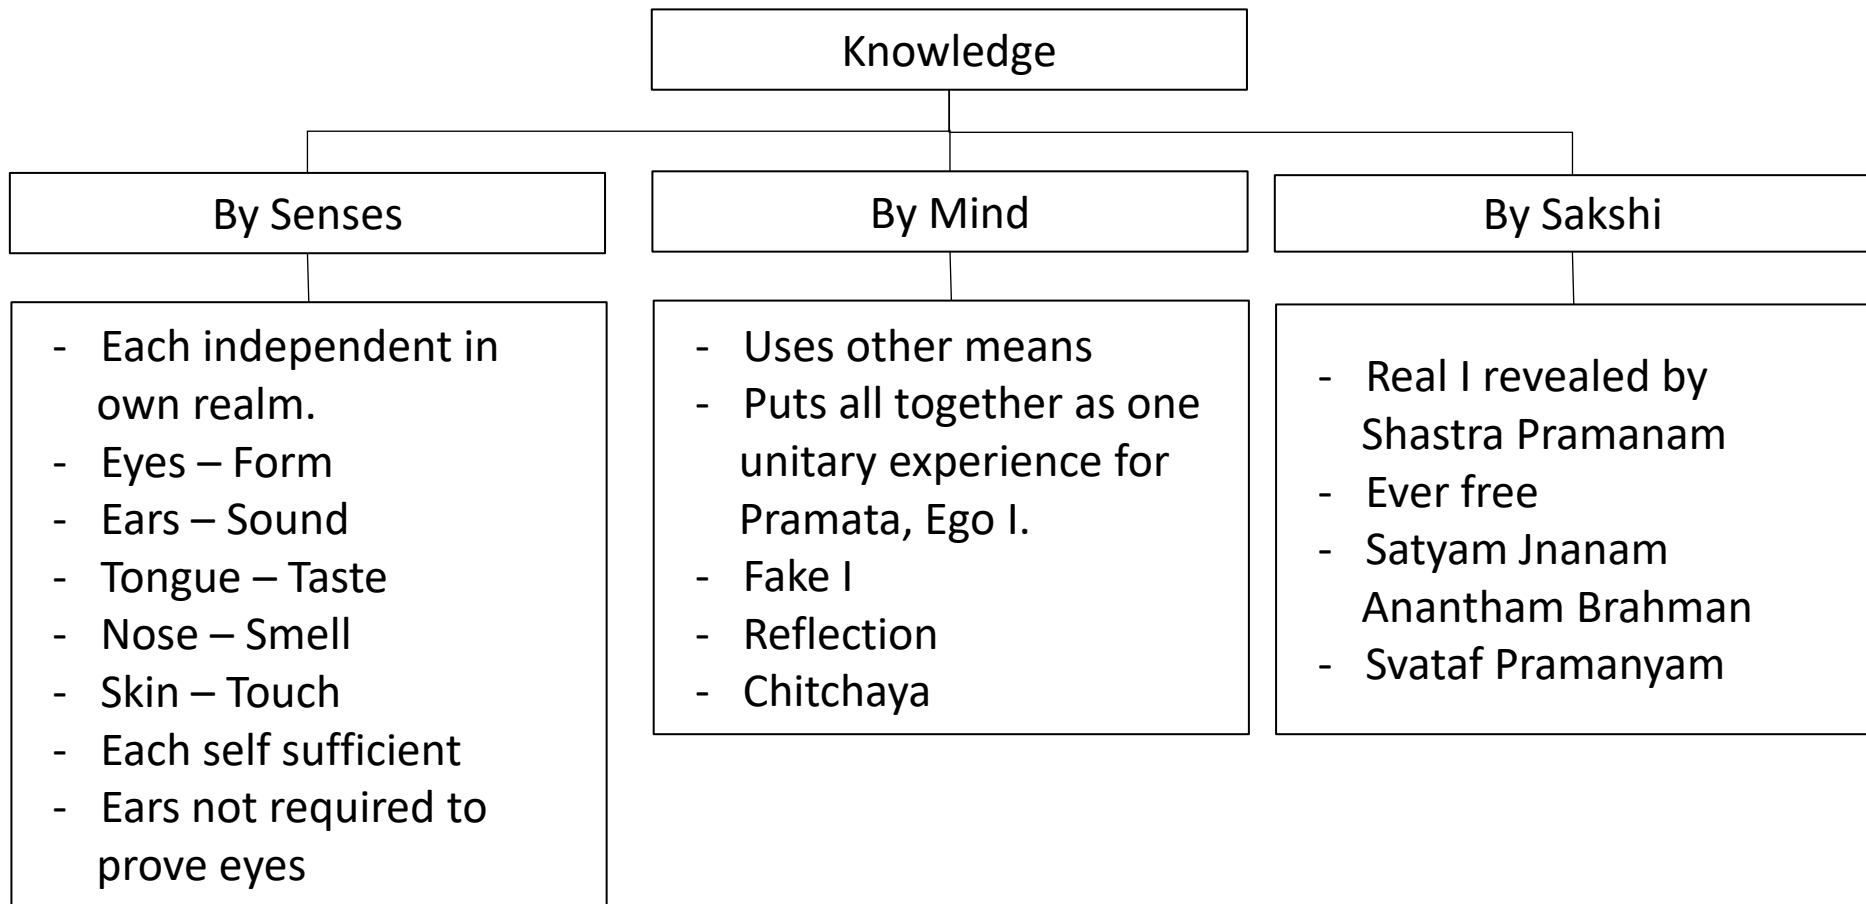 Knowledge
By Senses
- Each independent in
own realm.
- Eyes – Form
- Ears – Sound
- Tongue – Taste
- Nose – Smell
- Skin – Touch
- Each self sufficient
- Ears not required to
prove eyes
By Mind
- Uses other means
- Puts all together as one
unitary experience for
Pramata, Ego I.
- Fake I
- Reflection
- Chitchaya
By Sakshi
- Real I revealed by
Shastra Pramanam
- Ever free
- Satyam Jnanam
Anantham Brahman
- Svataf Pramanyam